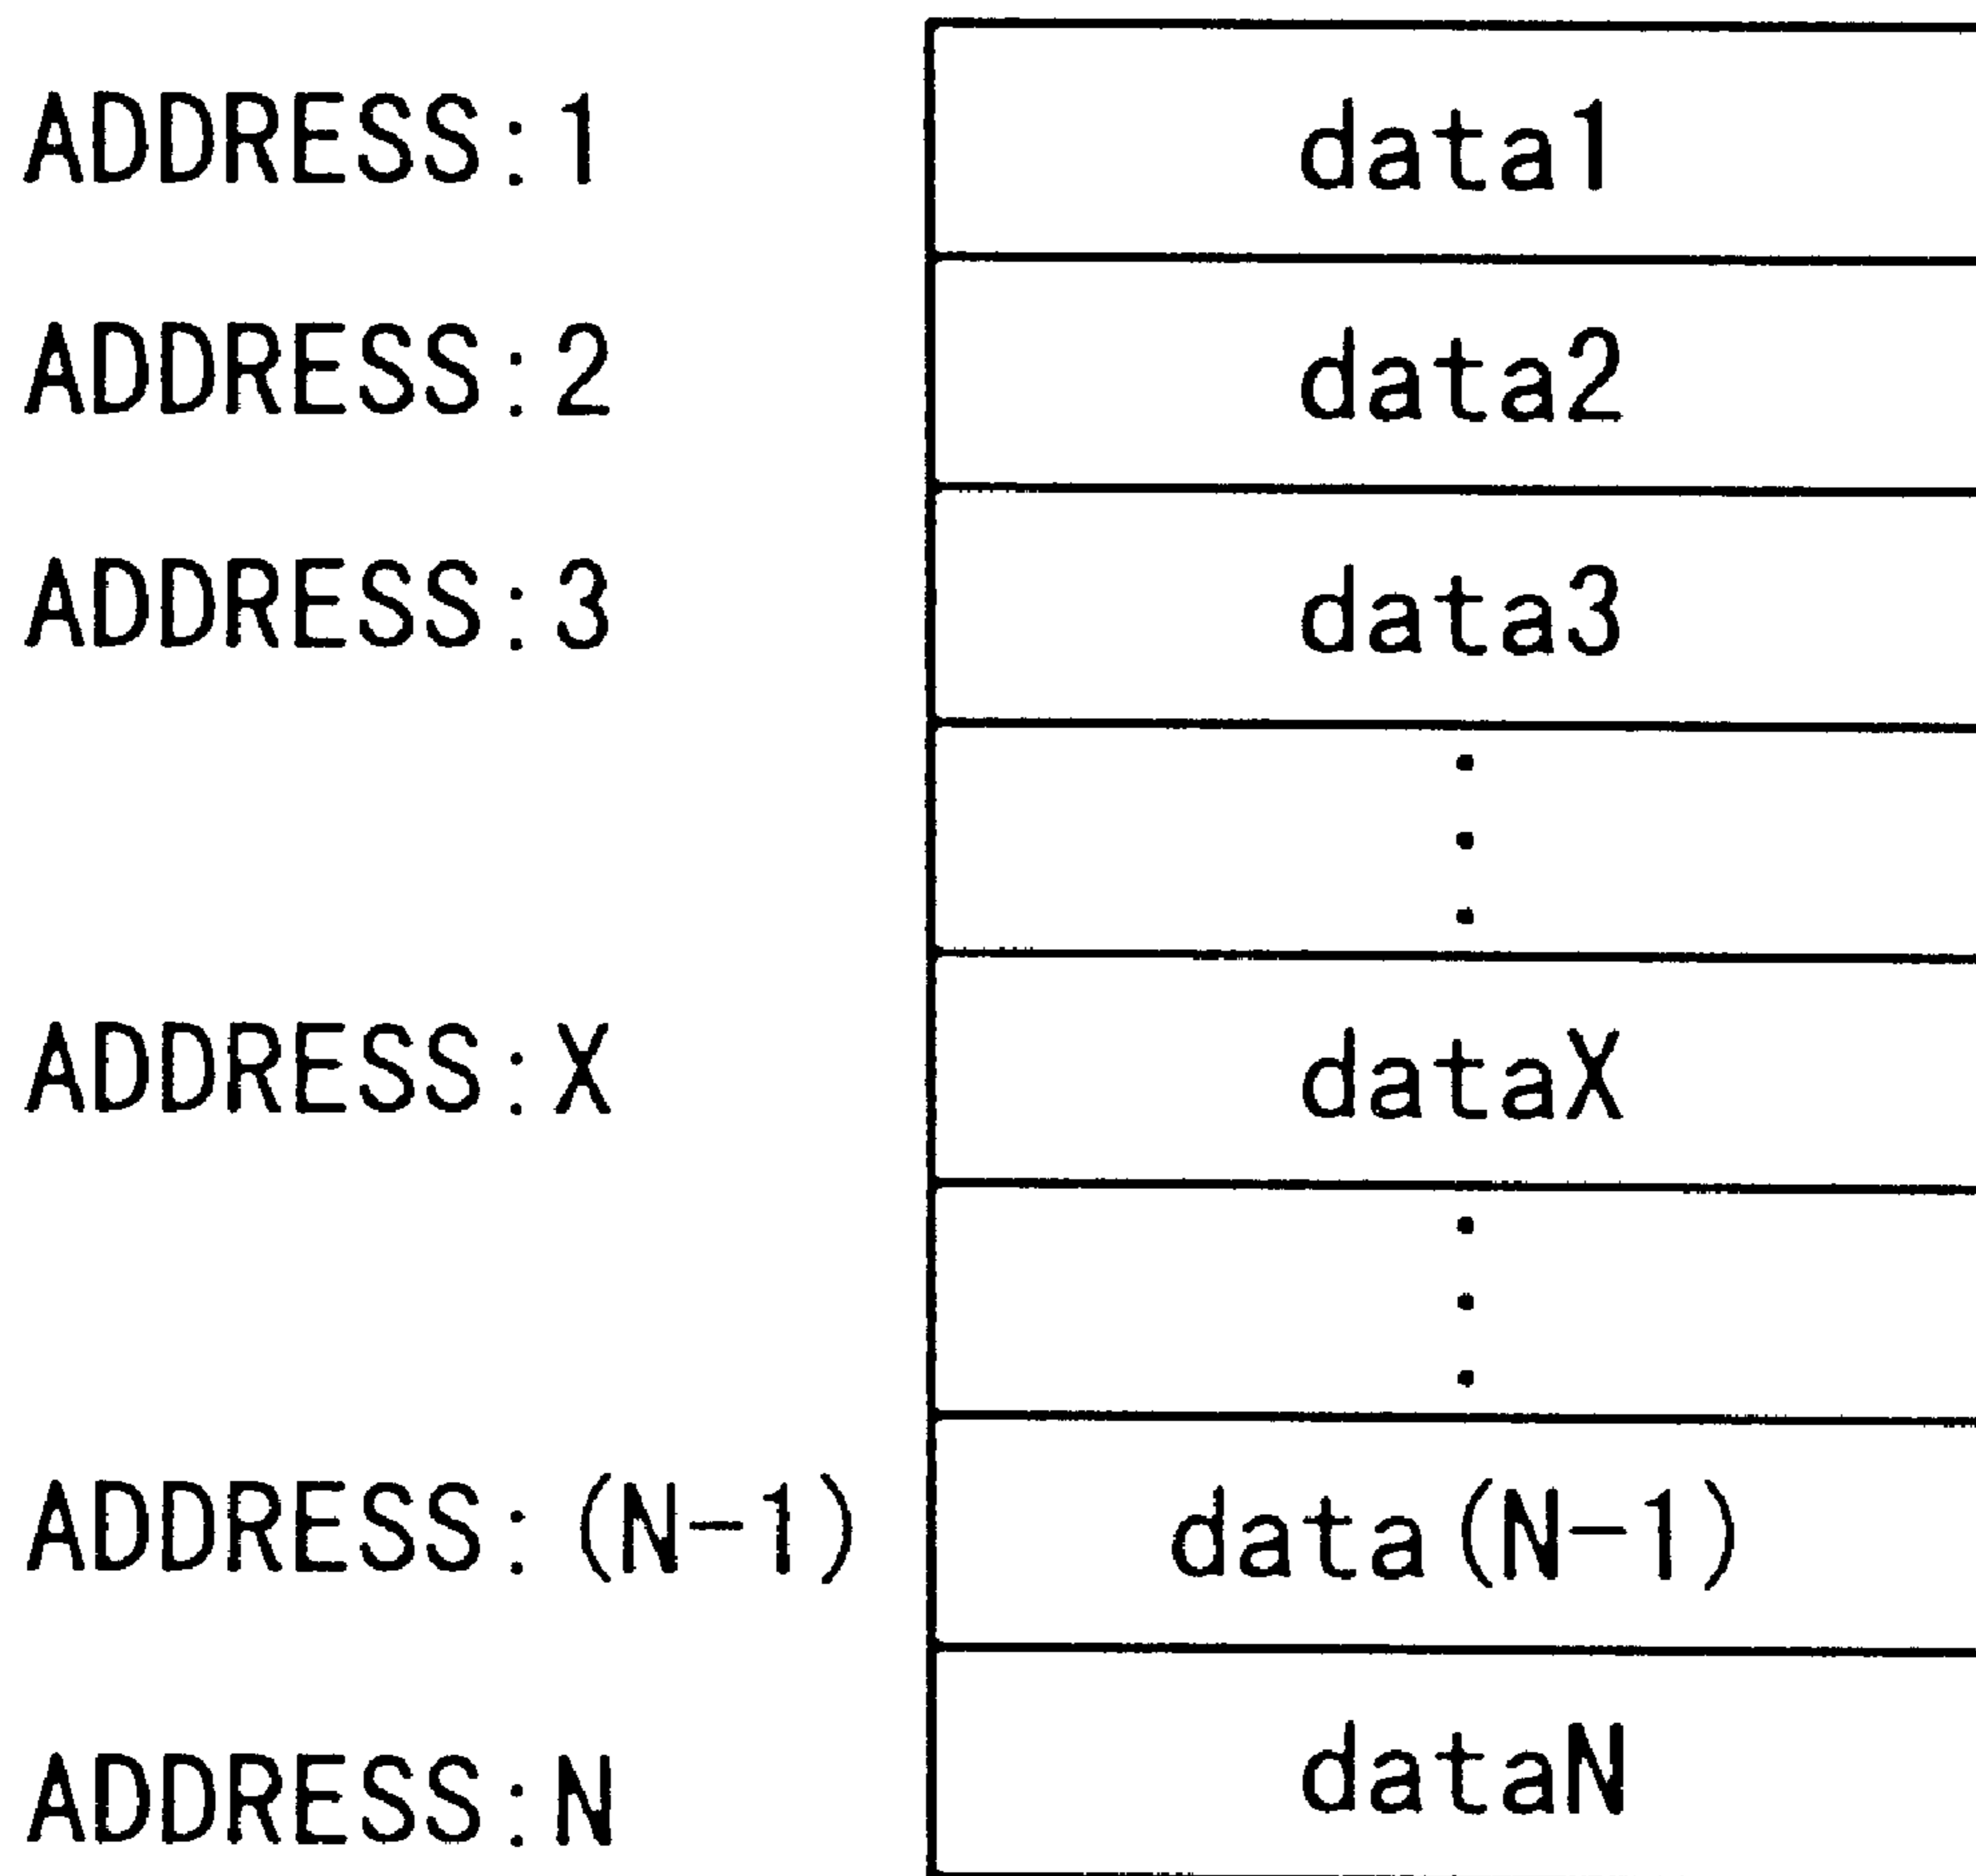 ADDRESS:1 data1
ADDRESS:2 data2
ADDRESS:3 data3
ADDRESS:X dataX
ADDRESS:(N-1) data(N-1)
ADDRESS:N dataN